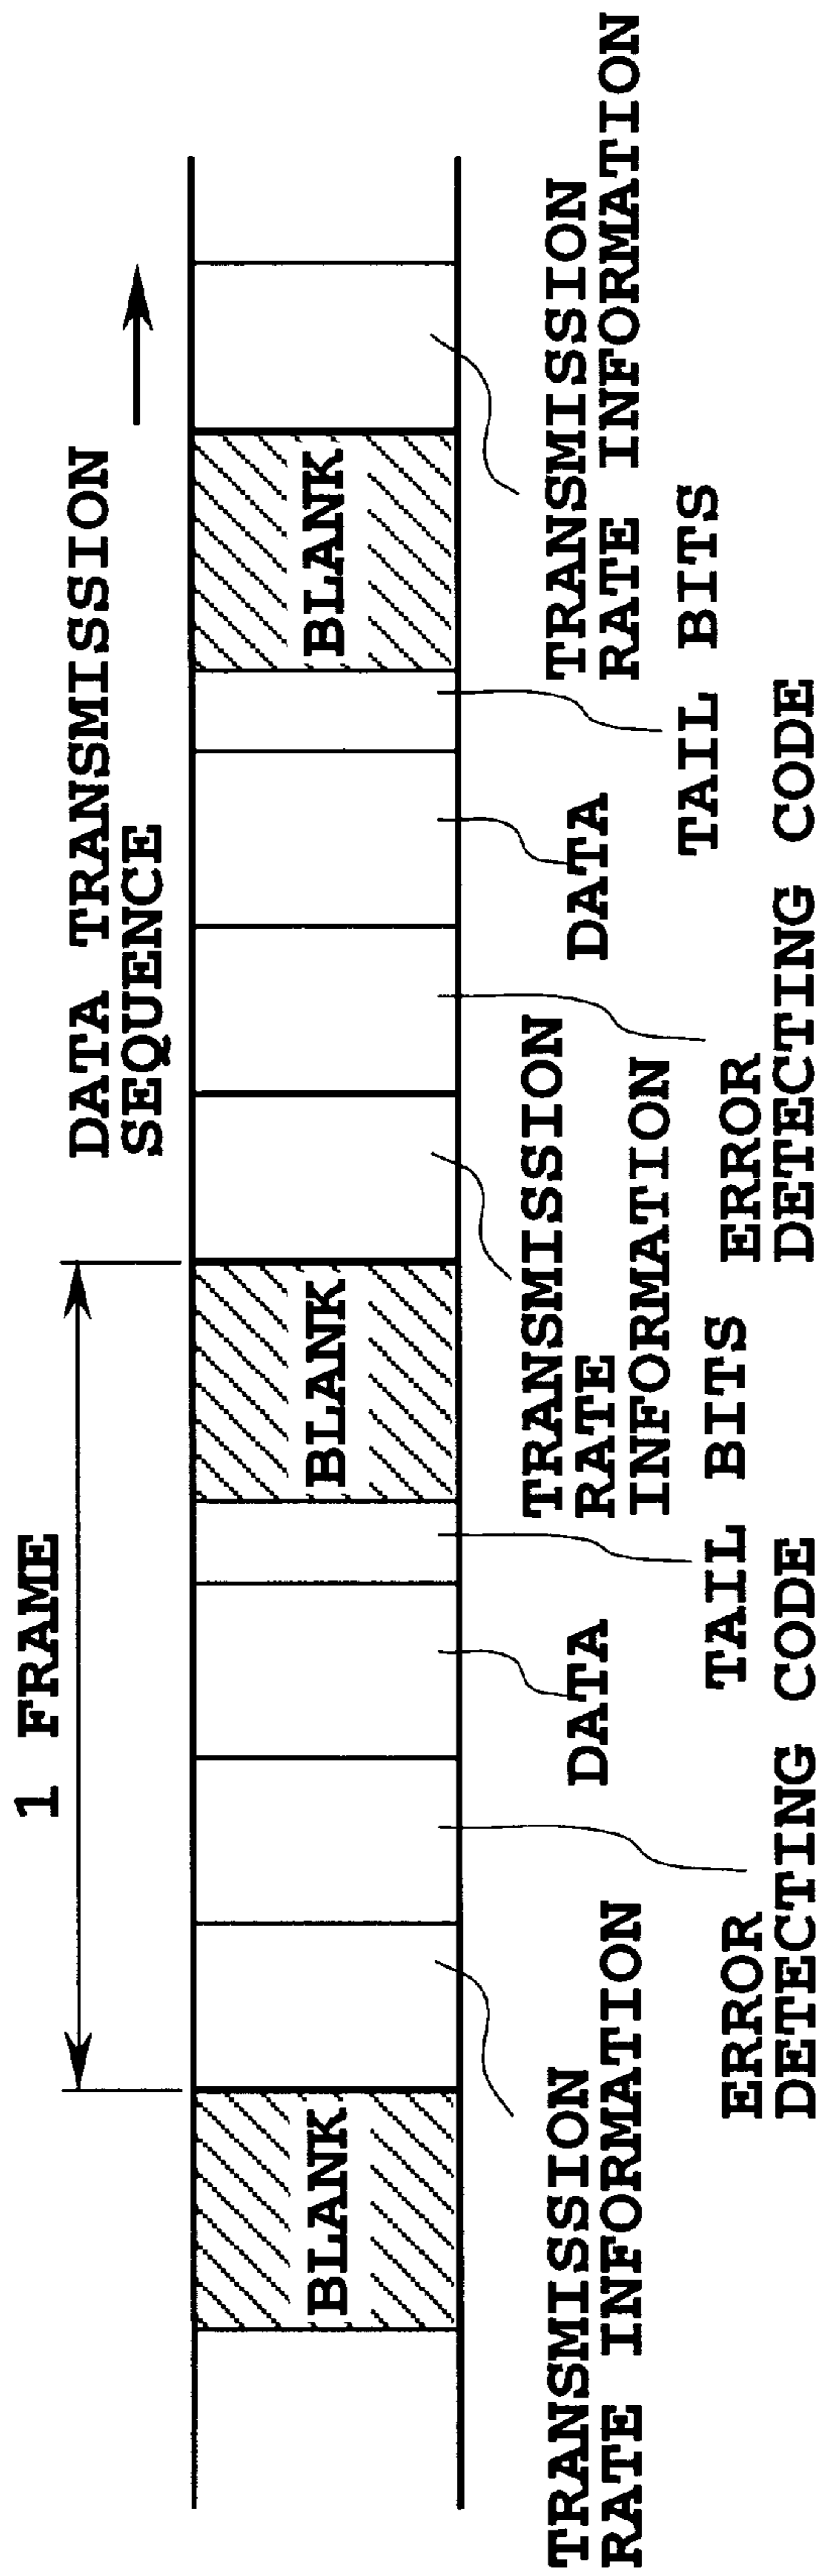 1 FRAME
DATA TRANSMISSION
SEQUENCE
BLANK
BLANK
BLANK
TRANSMISSION
RATE INFORMATION
ERROR
DETECTING CODE
DATA
TAIL BITS
TRANSMISSION
RATE
INFORMATION
ERROR
DETECTING CODE
DATA
TAIL BITS
TRANSMISSION
RATE INFORMATION